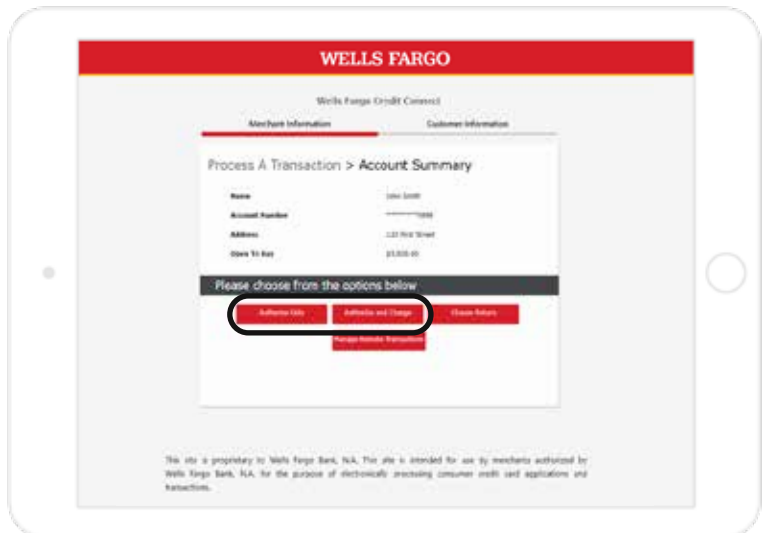 WELLS FARGO
Wells Fargo Credit Connect
Merchant Information Customer Information
Process A Transaction > Account Summary
Name John Smith
Account Number
Address 123 First Street
Open To Buy
Please choose from the options below
Authorize Only Authorize and Charge Charge Return
Manage Remote Transactions
This site is proprietary to Wells Fargo Bank, N.A. This site is intended for use by merchants authorized by
Wells Fargo Bank, N.A. for the purpose of electronically processing consumer credit card applications and
transactions.